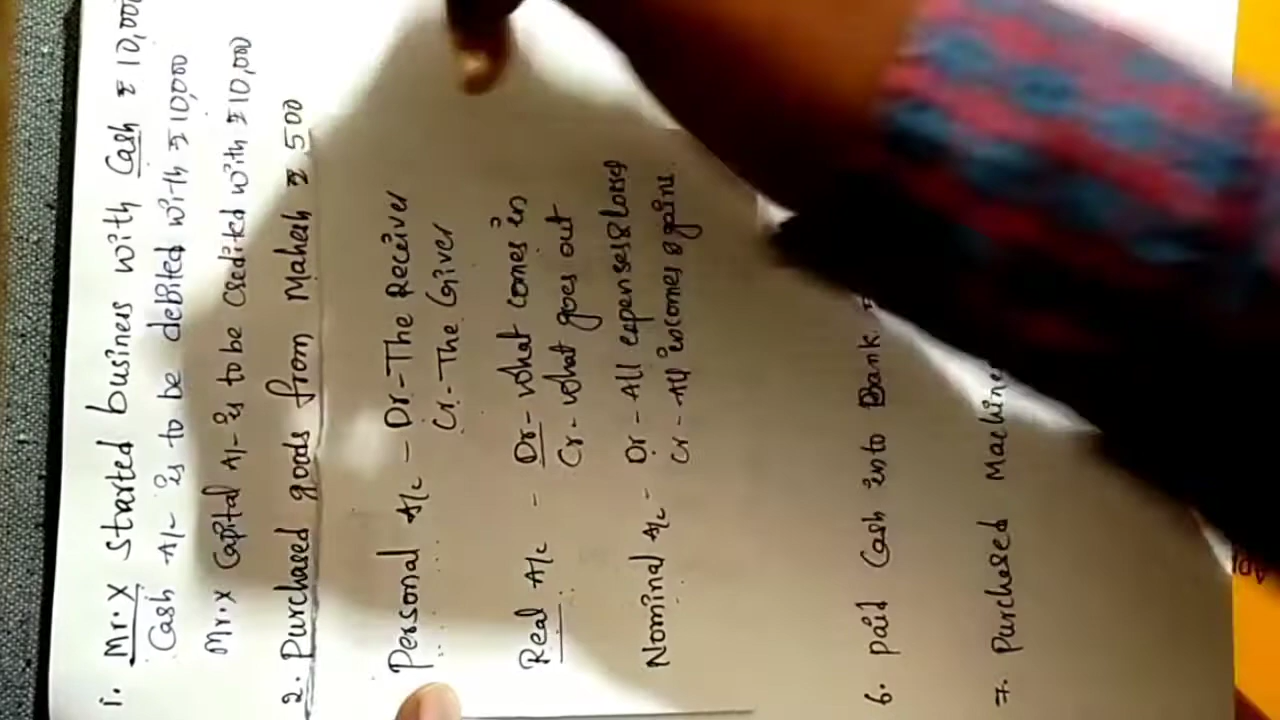 1. Mr.X started business with Cash ₹ 10,000
Cash A/c is to be debited with ₹10,000
Mr.X Capital A/c is to be credited with ₹10,000
2. Purchased goods from Mahesh ₹ 500
Personal A/c - Dr - The Receiver
Cr. - The Giver
Real A/c - Dr - what comes in
Cr - what goes out
Nominal A/c - Dr - All expenses & losses
Cr - All incomes & gains
6. paid Cash into Bank
7. Purchased